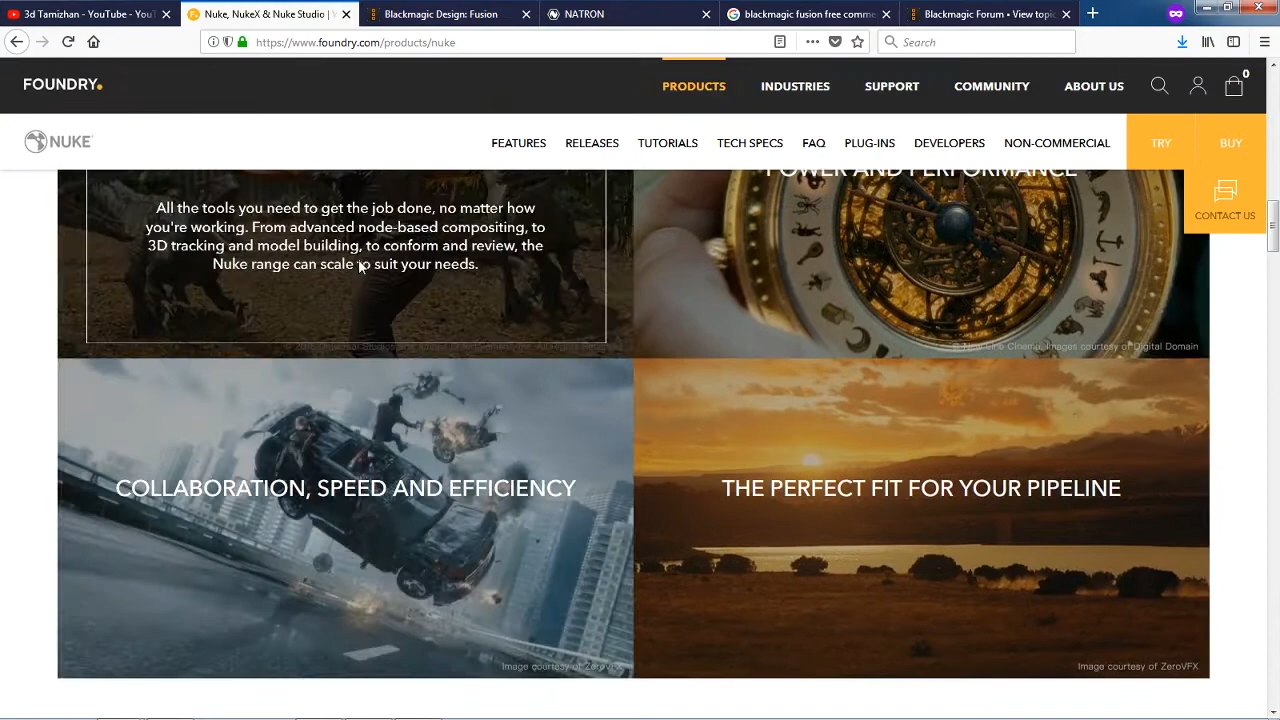 3d Tamizhan - YouTube - YouT
Nuke, NukeX & Nuke Studio | W
Blackmagic Design: Fusion
NATRON
blackmagic fusion free comme
Blackmagic Forum • View topic
https://www.foundry.com/products/nuke
Search
FOUNDRY.
PRODUCTS
INDUSTRIES
SUPPORT
COMMUNITY
ABOUT US
0
NUKE
FEATURES
RELEASES
TUTORIALS
TECH SPECS
FAQ
PLUG-INS
DEVELOPERS
NON-COMMERCIAL
TRY
BUY
CONTACT US
POWER AND PERFORMANCE
All the tools you need to get the job done, no matter how
you're working. From advanced node-based compositing, to
3D tracking and model building, to conform and review, the
Nuke range can scale to suit your needs.
Cinema, Images courtesy of Digital Domain
COLLABORATION, SPEED AND EFFICIENCY
THE PERFECT FIT FOR YOUR PIPELINE
Image courtesy of ZeroVFX
Image courtesy of ZeroVFX